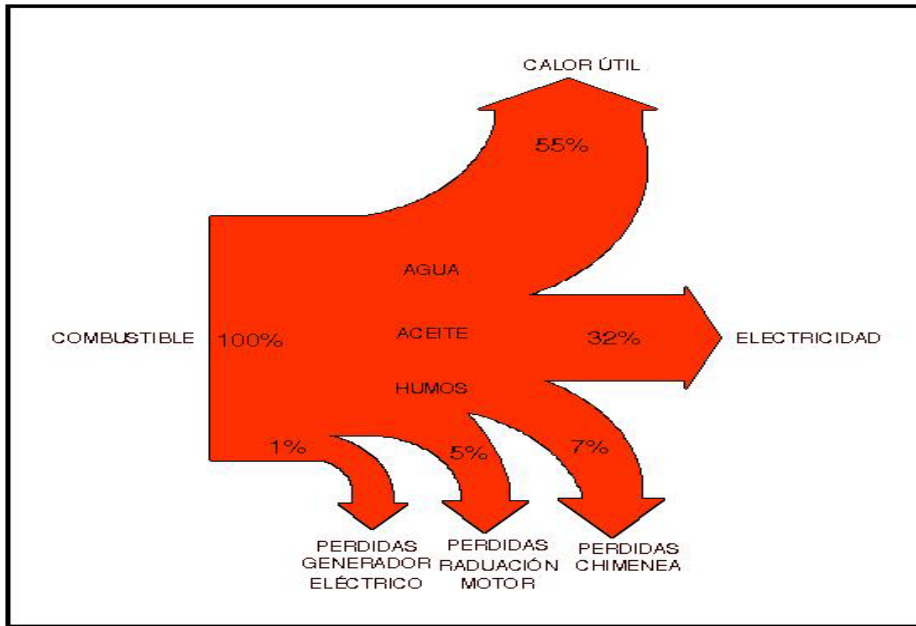 CALOR ÚTIL
55%
AGUA
COMBUSTIBLE
100%
ACEITE
32%
ELECTRICIDAD
HUMOS
1%
5%
7%
PERDIDAS
GENERADOR
ELÉCTRICO
PERDIDAS
RADUACIÓN
MOTOR
PERDIDAS
CHIMENEA